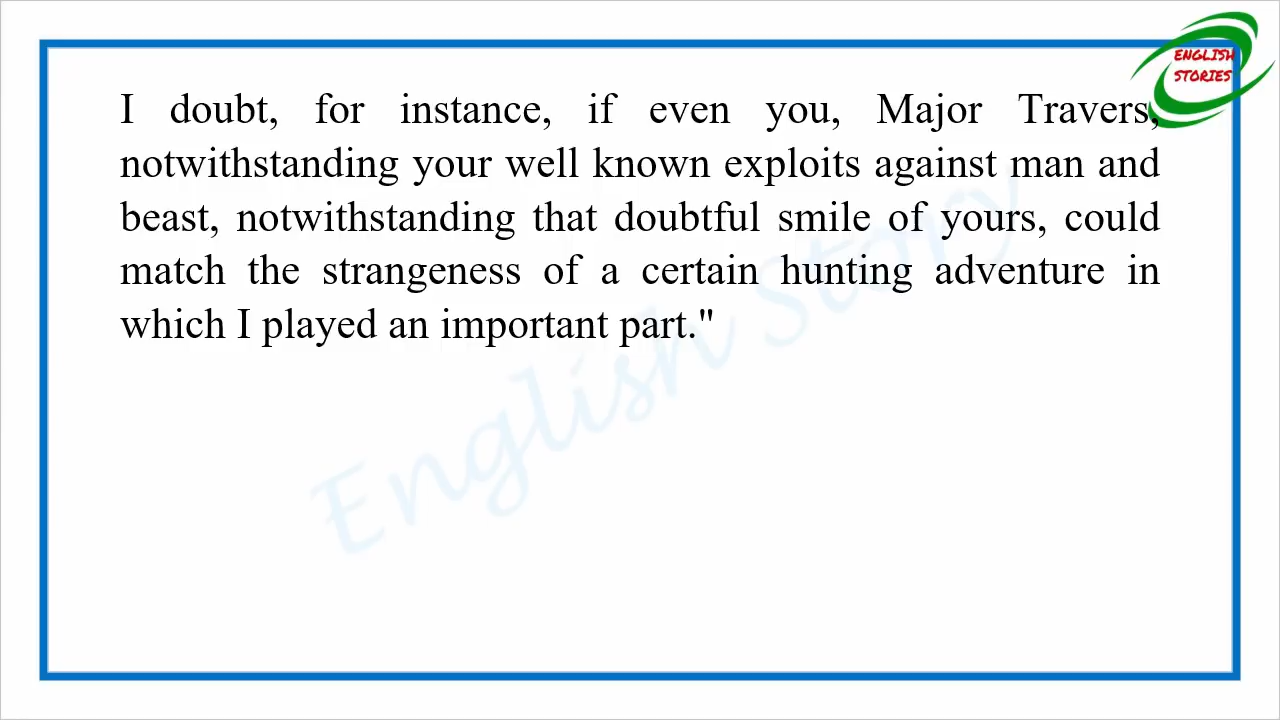 ENGLISH
STORIES
I doubt, for instance, if even you, Major Travers,
notwithstanding your well known exploits against man and
beast, notwithstanding that doubtful smile of yours, could
match the strangeness of a certain hunting adventure in
which I played an important part."
English Story